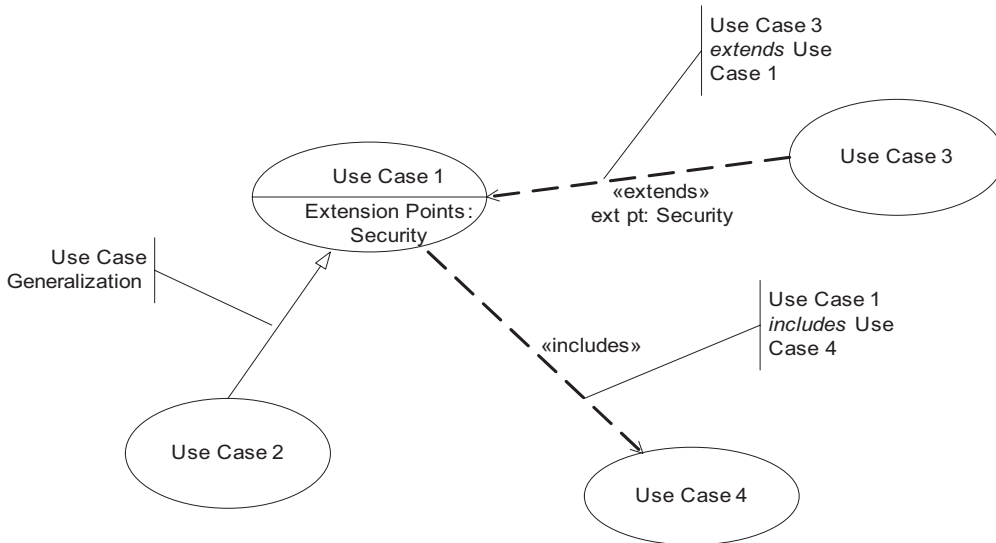 Use Case 3
extends Use
Case 1
Use Case 3
Use Case 1
Extension Points:
Security
«extends»
ext pt: Security
Use Case
Generalization
Use Case 1
includes Use
Case 4
«includes»
Use Case 2
Use Case 4